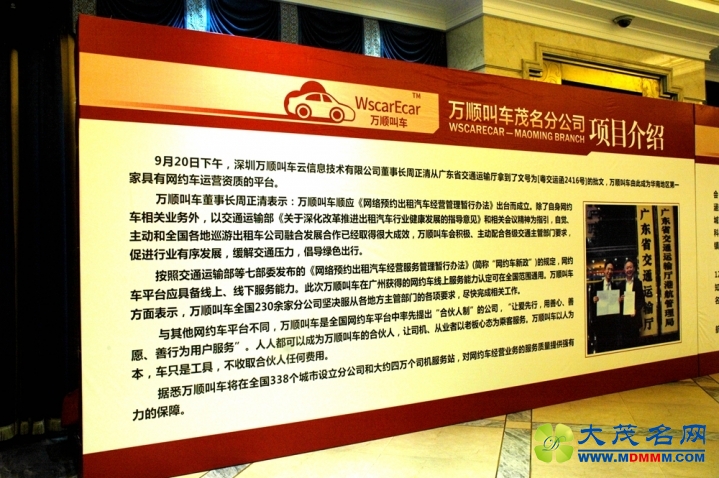 WscarEcar™
万顺叫车
万顺叫车茂名分公司
WSCARECAR—MAOMING BRANCH
项目介绍
9月20日下午，深圳万顺叫车云信息技术有限公司董事长周正清从广东省交通运输厅拿到了文号为[粤交运函2416号]的批文，万顺叫车由此成为华南地区第一
家具有网约车运营资质的平台。
万顺叫车董事长周正清表示：万顺叫车顺应《网络预约出租汽车经营管理暂行办法》出台而成立。除了自身网约
车相关业务外，以交通运输部《关于深化改革推进出租汽车行业健康发展的指导意见》和相关会议精神为指引，自觉、
主动和全国各地巡游出租车公司融合发展合作已经取得很大成效，万顺叫车会积极、主动配合各级交通主管部门要求，
促进行业有序发展，缓解交通压力，倡导绿色出行。
按照交通运输部等七部委发布的《网络预约出租汽车经营服务管理暂行办法》(简称“网约车新政”)的规定，网约
车平台应具备线上、线下服务能力。此次万顺叫车在广州获得的网约车线上服务能力认定可在全国范围通用。万顺叫车
方面表示，万顺叫车全国230余家分公司坚决服从各地方主管部门的各项要求，尽快完成相关工作。
与其他网约车平台不同，万顺叫车是全国网约车平台中率先提出“合伙人制”的公司，“让爱先行，用善心、善
愿、善行为用户服务”。人人都可以成为万顺叫车的合伙人，让司机、从业者以老板心态为乘客服务。万顺叫车以人为
本，车只是工具，不收取合伙人任何费用。
据悉万顺叫车将在全国338个城市设立分公司和大约四万个司机服务站，对网约车经营业务的服务质量提供强有
力的保障。
广东省交通运输厅
广东省交通运输厅港航管理局
大茂名网
WWW.MDMMM.COM